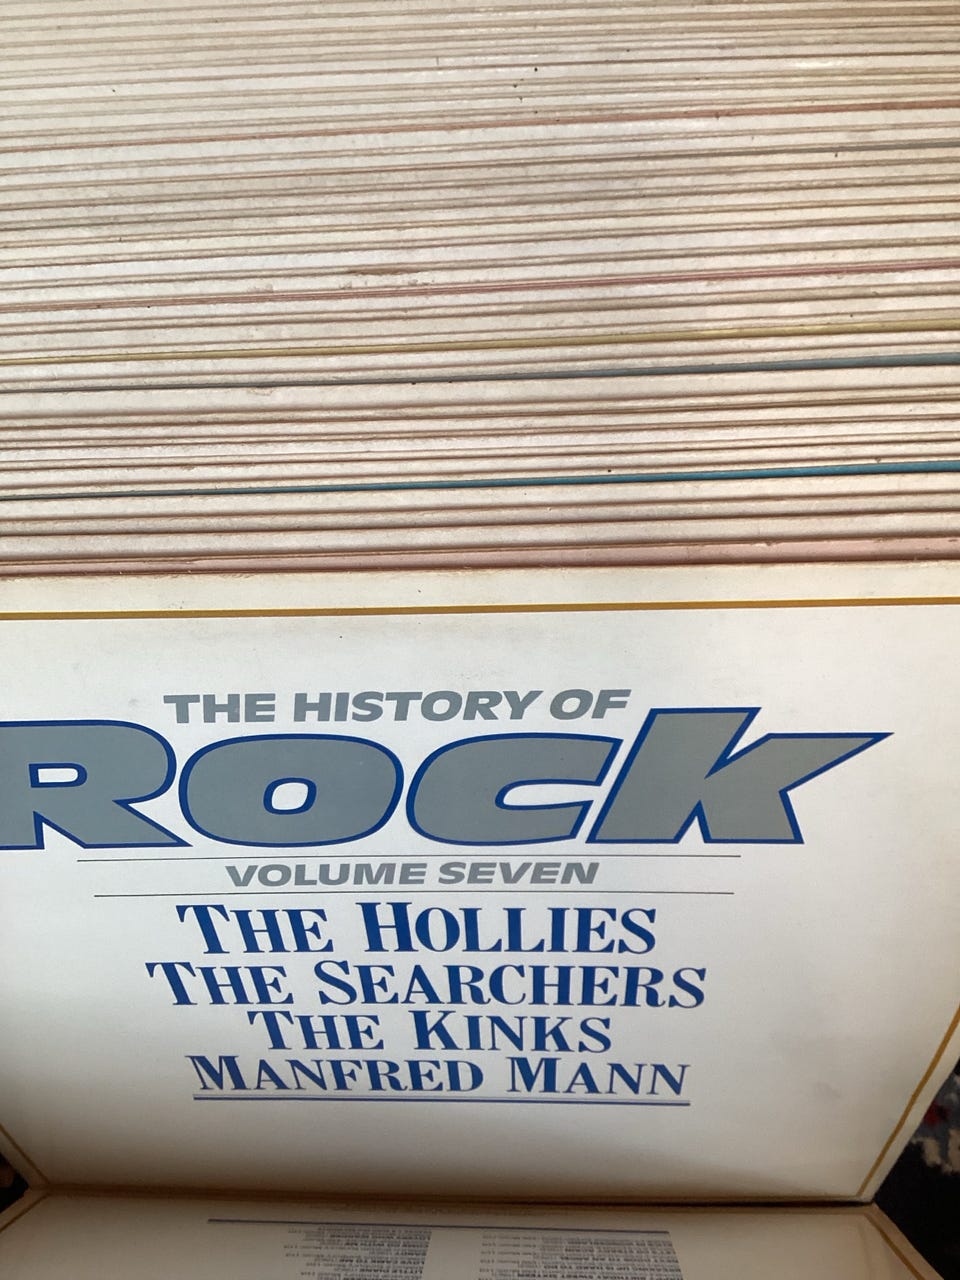 THE HISTORY OF
ROCK
VOLUME SEVEN
THE HOLLIES
THE SEARCHERS
THE KINKS
MANFRED MANN